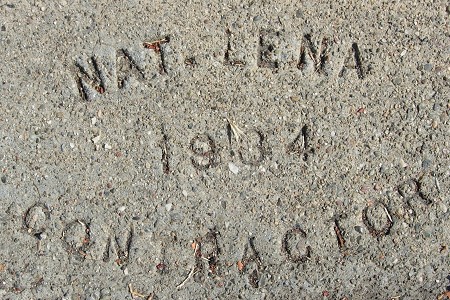 NAT. LENA
1934
CONTRACTOR